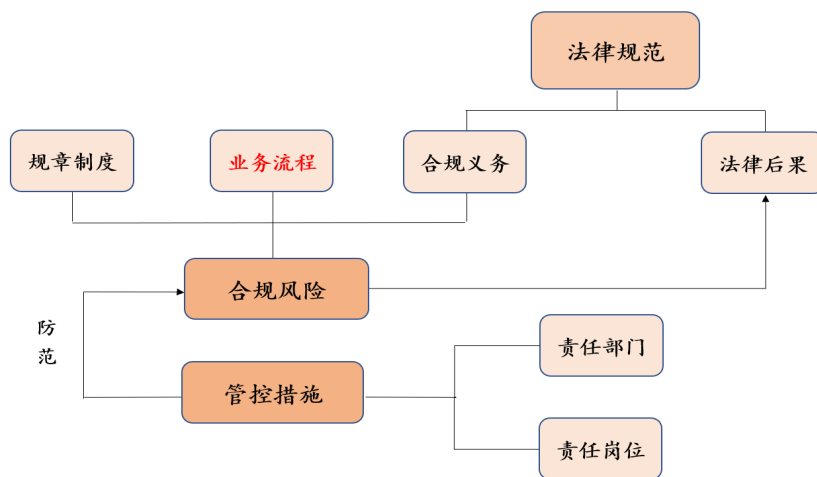 法律规范
规章制度
业务流程
合规义务
法律后果
合规风险
防
范
责任部门
管控措施
责任岗位